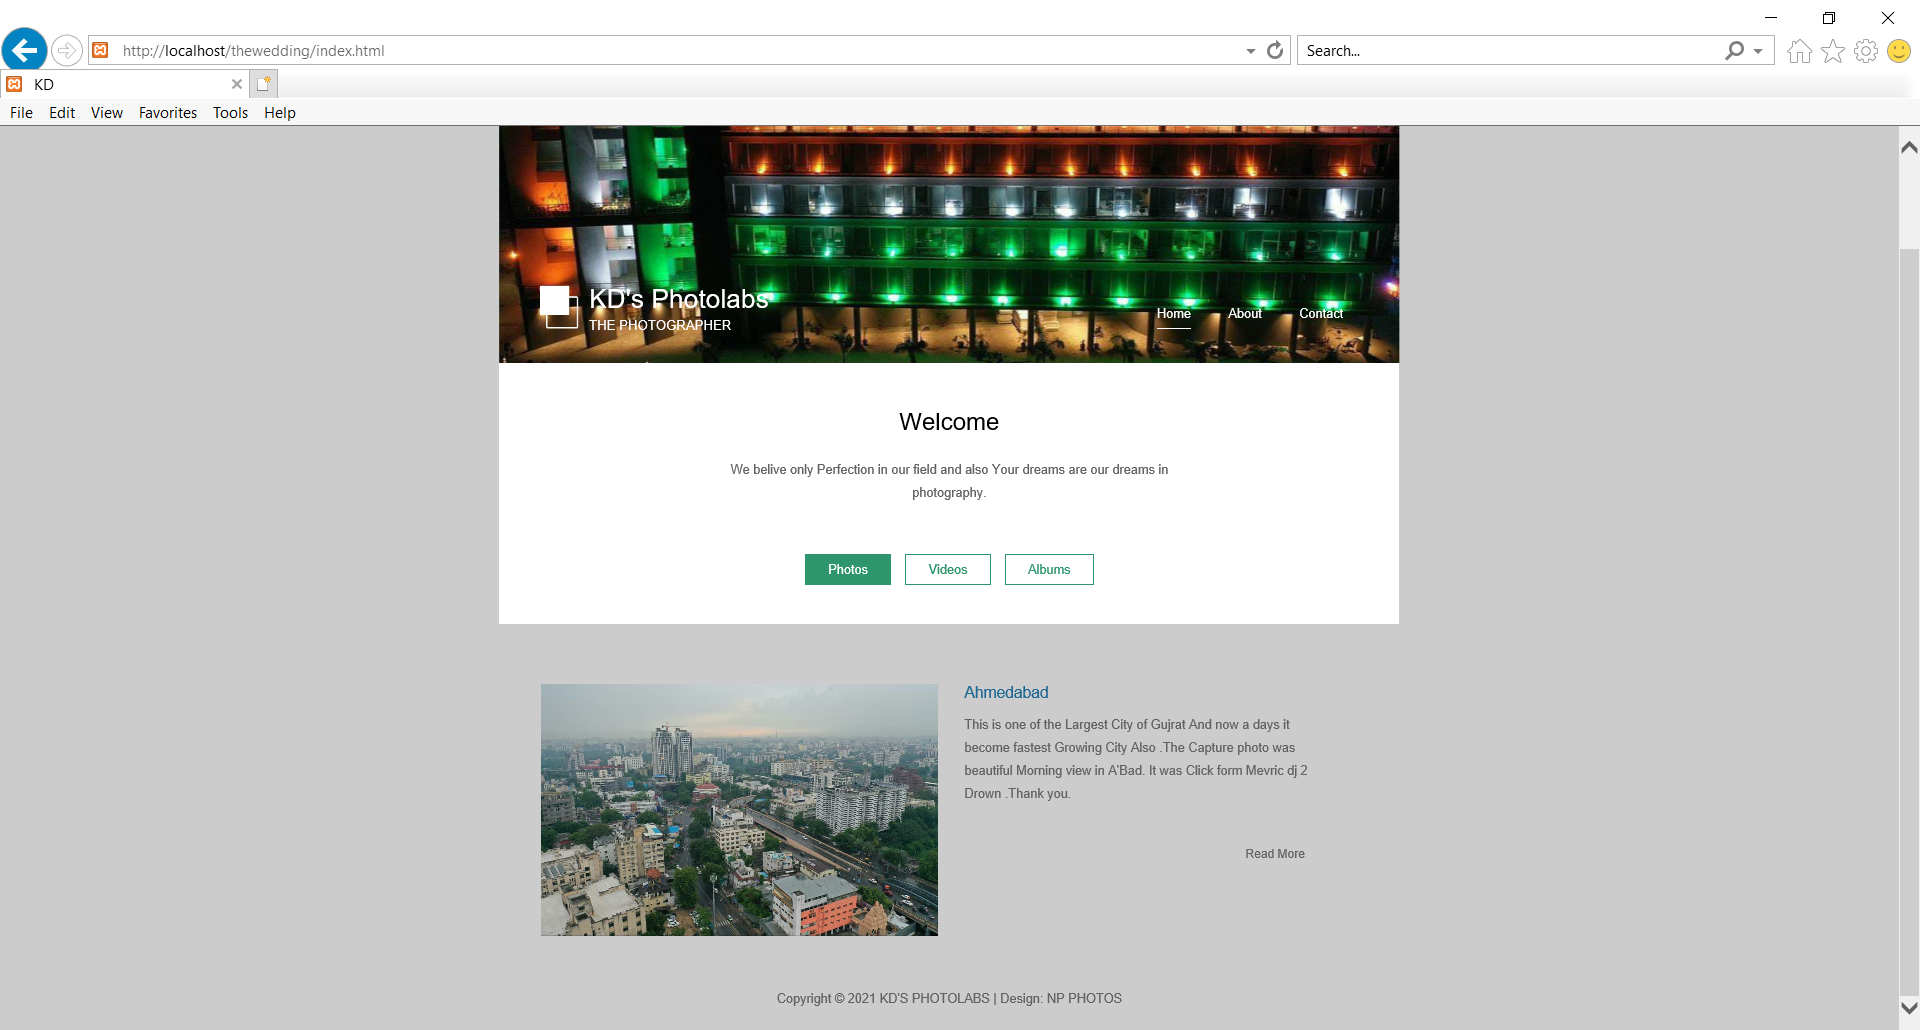 http://localhost/thewedding/index.html
Search...
KD
File Edit View Favorites Tools Help
KD's Photolabs
THE PHOTOGRAPHER
Home About Contact
Welcome
We belive only Perfection in our field and also Your dreams are our dreams in
photography.
Photos Videos Albums
Ahmedabad
This is one of the Largest City of Gujrat And now a days it
become fastest Growing City Also .The Capture photo was
beautiful Morning view in A'Bad. It was Click form Mevric dj 2
Drown .Thank you.
Read More
Copyright © 2021 KD'S PHOTOLABS | Design: NP PHOTOS